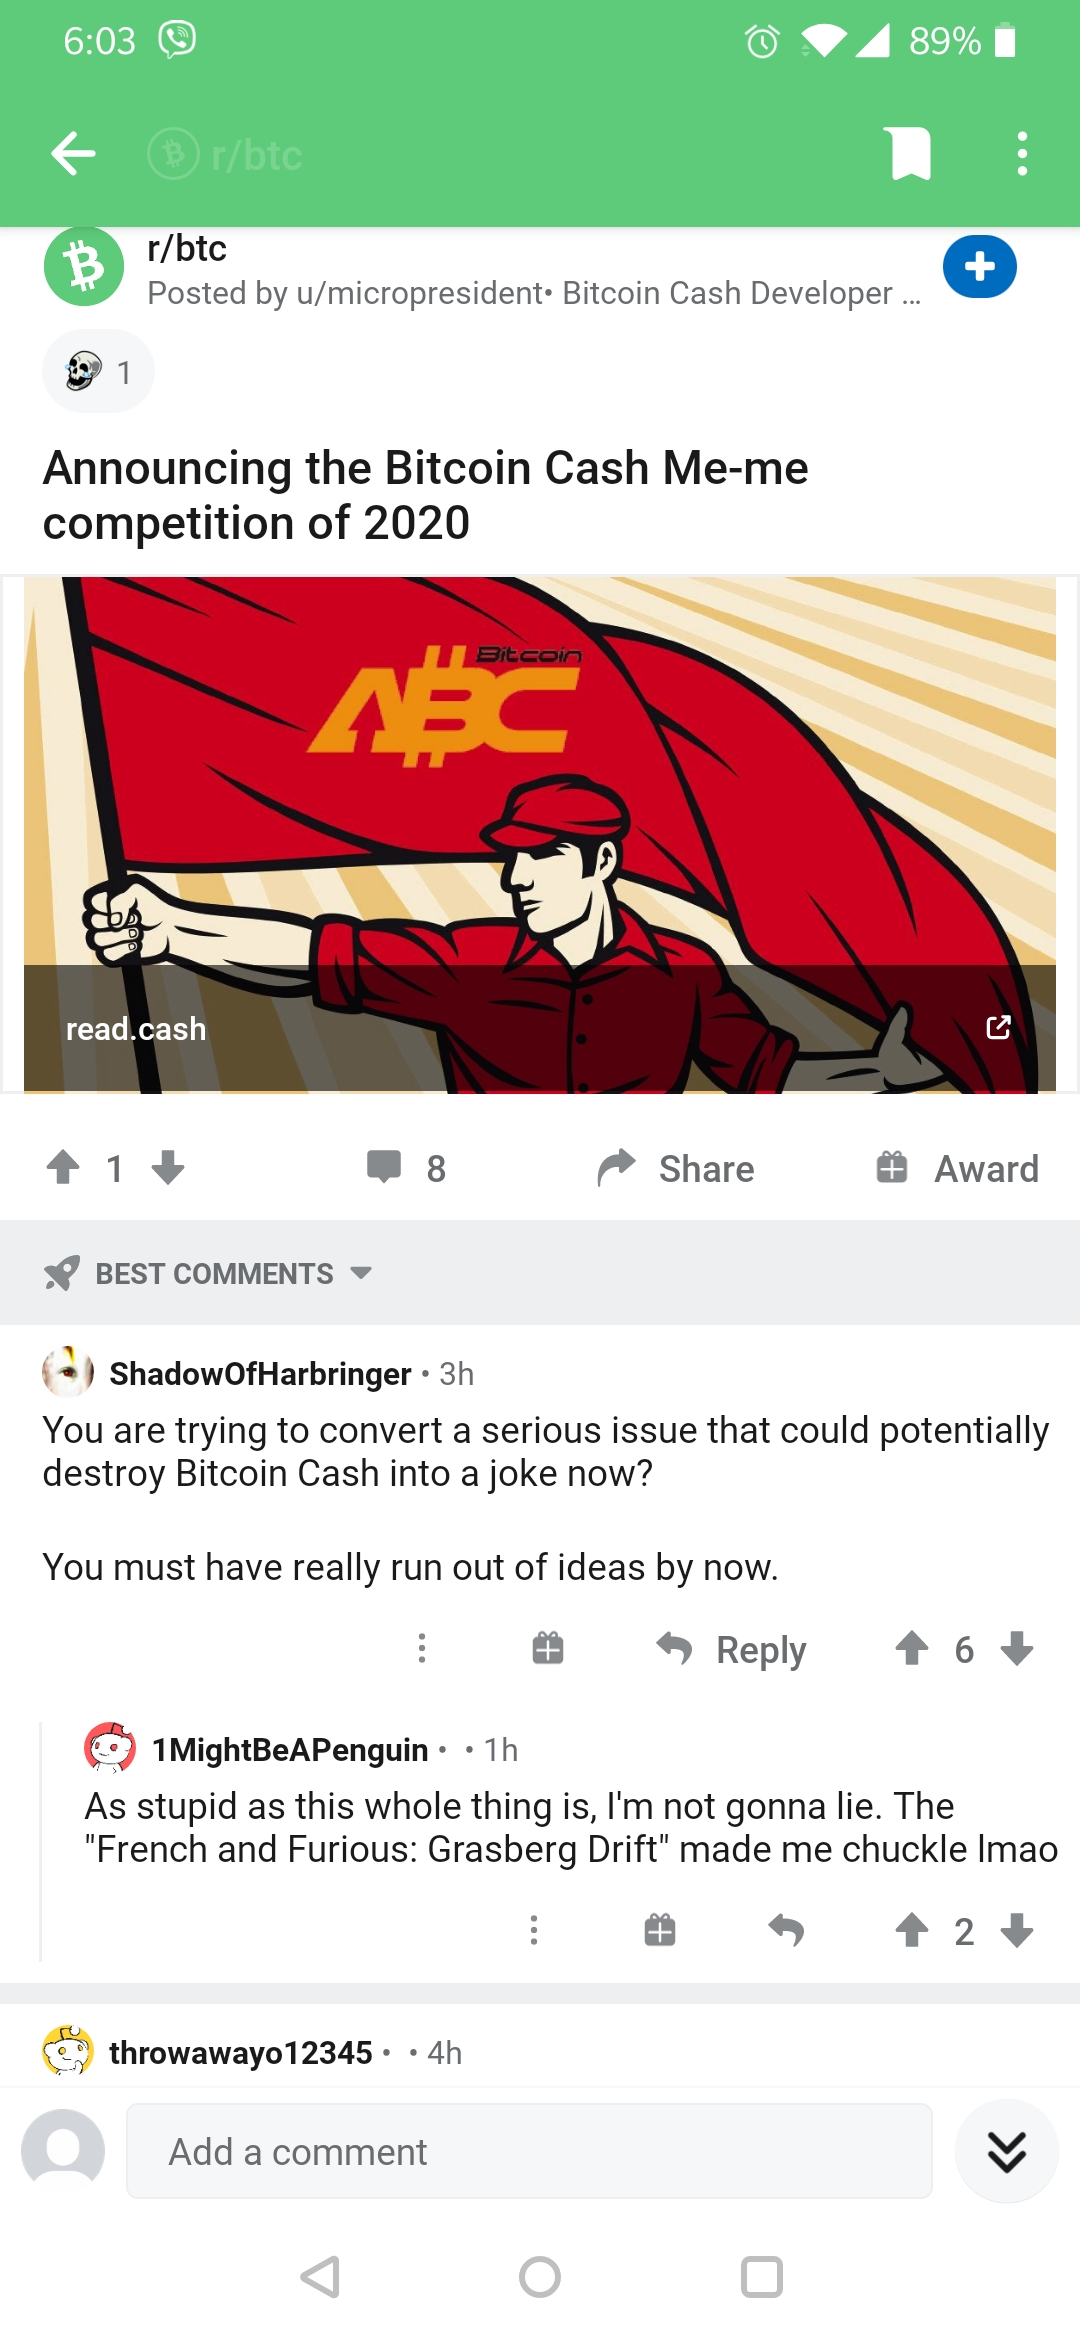 6:03
89%
r/btc
r/btc
Posted by u/micropresident• Bitcoin Cash Developer ...
1
Announcing the Bitcoin Cash Me-me
competition of 2020
Bitcoin
ABC
read.cash
1
8
Share
Award
BEST COMMENTS
ShadowOfHarbringer • 3h
You are trying to convert a serious issue that could potentially
destroy Bitcoin Cash into a joke now?
You must have really run out of ideas by now.
Reply
6
1MightBeAPenguin • • 1h
As stupid as this whole thing is, I'm not gonna lie. The
"French and Furious: Grasberg Drift" made me chuckle lmao
2
throwawayo12345 • • 4h
Add a comment